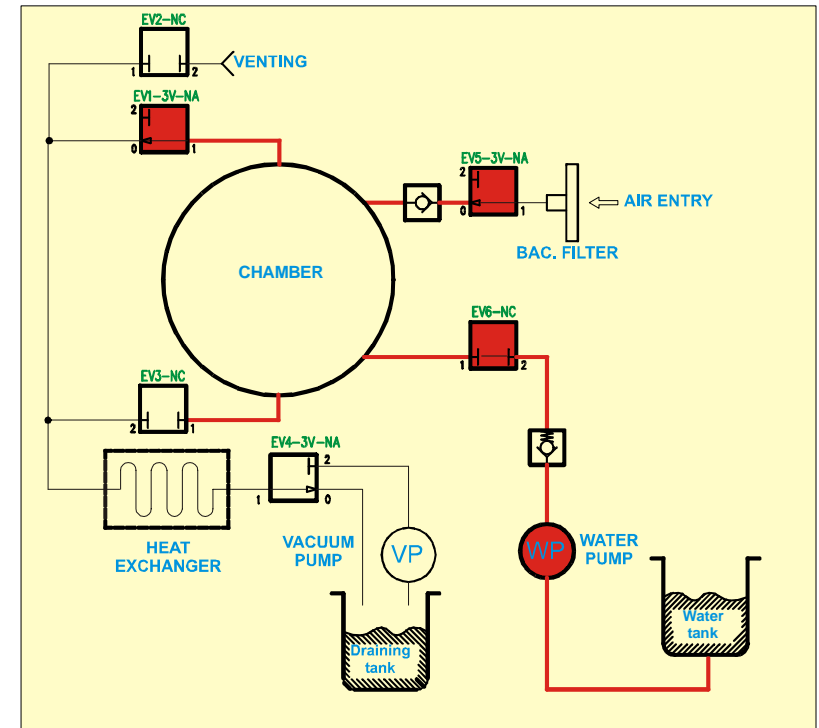 EV2-NC
1
2
VENTING
EV1-3V-NA
2
0
1
EV5-3V-NA
2
0
1
AIR ENTRY
BAC. FILTER
CHAMBER
EV6-NC
1
2
EV3-NC
2
1
EV4-3V-NA
2
1
0
HEAT
EXCHANGER
VACUUM
PUMP
VP
WP
WATER
PUMP
Draining
tank
Water
tank